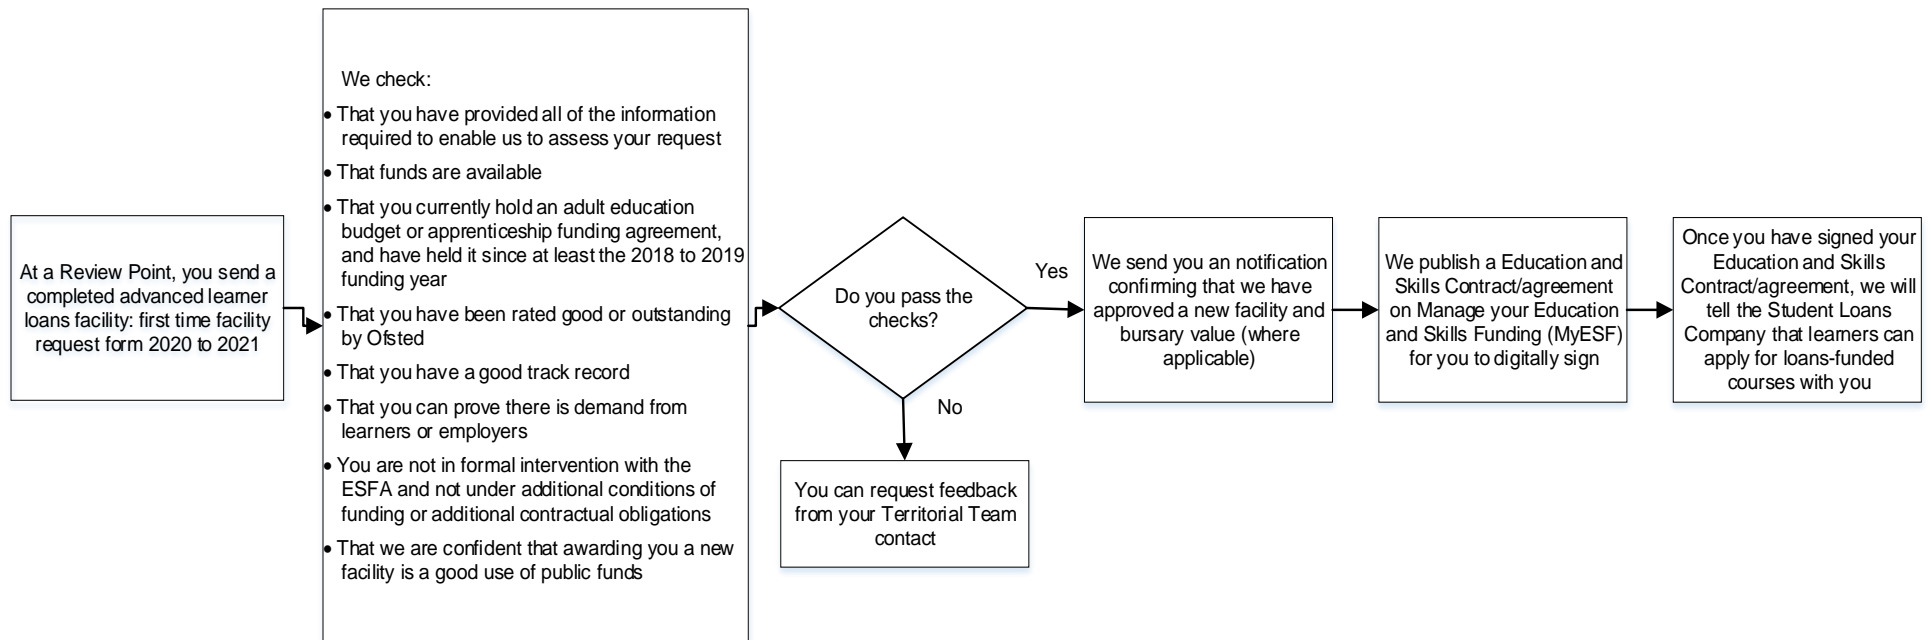 At a Review Point, you send a
completed advanced learner
loans facility: first time facility
request form 2020 to 2021
We check:
• That you have provided all of the information
required to enable us to assess your request
• That funds are available
• That you currently hold an adult education
budget or apprenticeship funding agreement,
and have held it since at least the 2018 to 2019
funding year
• That you have been rated good or outstanding
by Ofsted
• That you have a good track record
• That you can prove there is demand from
learners or employers
• You are not in formal intervention with the
ESFA and not under additional conditions of
funding or additional contractual obligations
• That we are confident that awarding you a new
facility is a good use of public funds
Do you pass the
checks?
Yes
No
You can request feedback
from your Territorial Team
contact
We send you an notification
confirming that we have
approved a new facility and
bursary value (where
applicable)
We publish a Education and
Skills Contract/agreement
on Manage your Education
and Skills Funding (MyESF)
for you to digitally sign
Once you have signed your
Education and Skills
Contract/agreement, we will
tell the Student Loans
Company that learners can
apply for loans-funded
courses with you